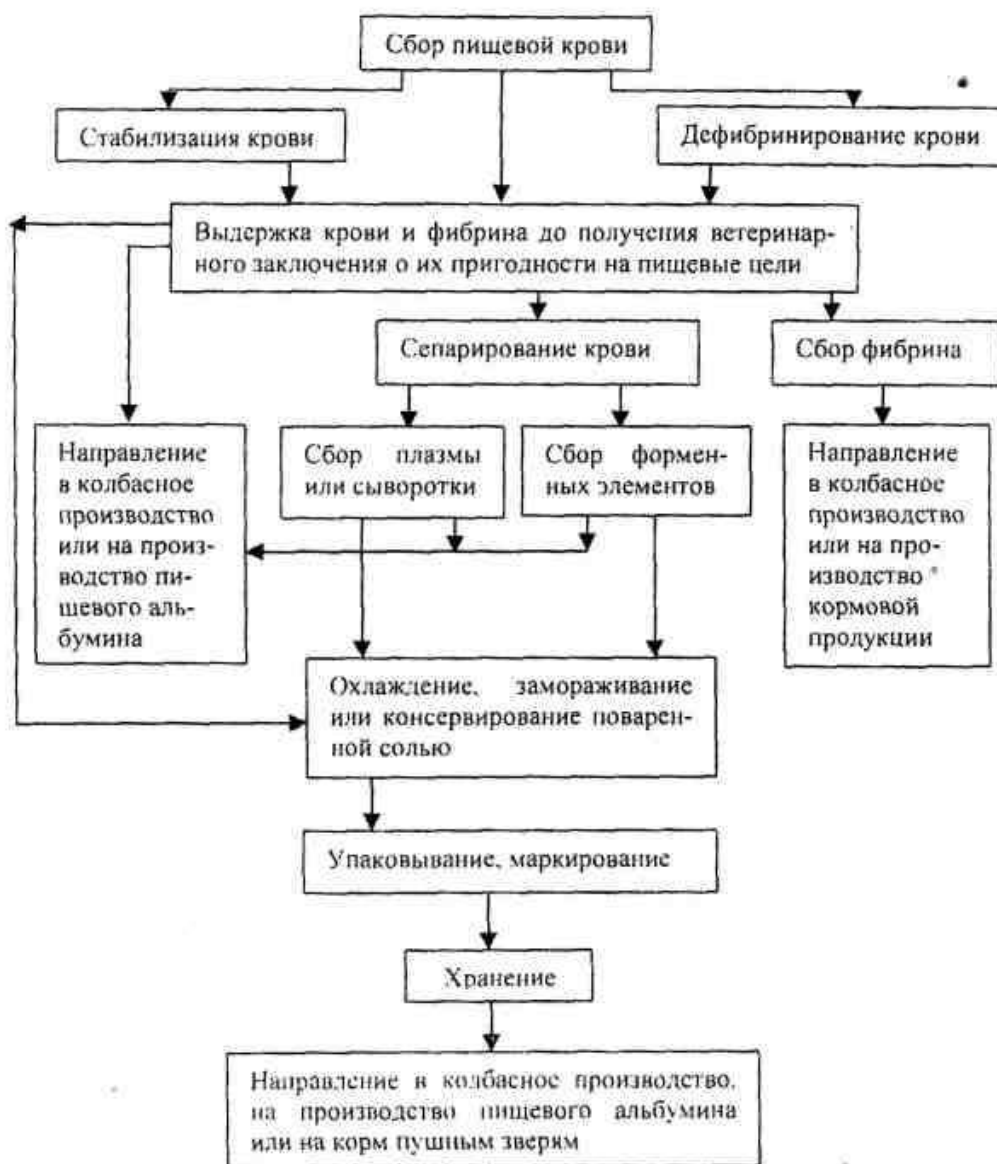 Сбор пищевой крови
Стабилизация крови
Дефибринирование крови
Выдержка крови и фибрина до получения ветеринар-
ного заключения о их пригодности на пищевые цели
Сепарирование крови
Сбор фибрина
Направление
в колбасное
производство
или на произ-
водство пи-
щевого аль-
бумина
Сбор плазмы
или сыворотки
Сбор формен-
ных элементов
Направление
в колбасное
производство
или на про-
изводство
кормовой
продукции
Охлаждение, замораживание
или консервирование поварен-
ной солью
Упаковывание, маркирование
Хранение
Направление в колбасное производство,
на производство пищевого альбумина
или на корм пушным зверям